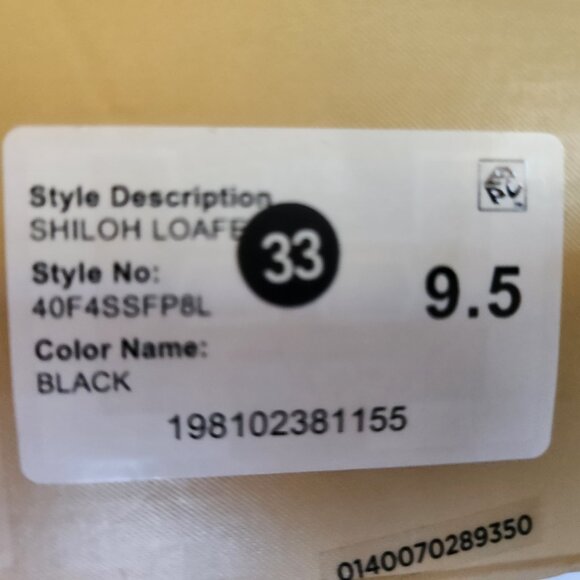 Style Description
SHILOH LOAFE
33
Style No:
40F4SSFP8L
9.5
Color Name:
BLACK
198102381155
0140070289350